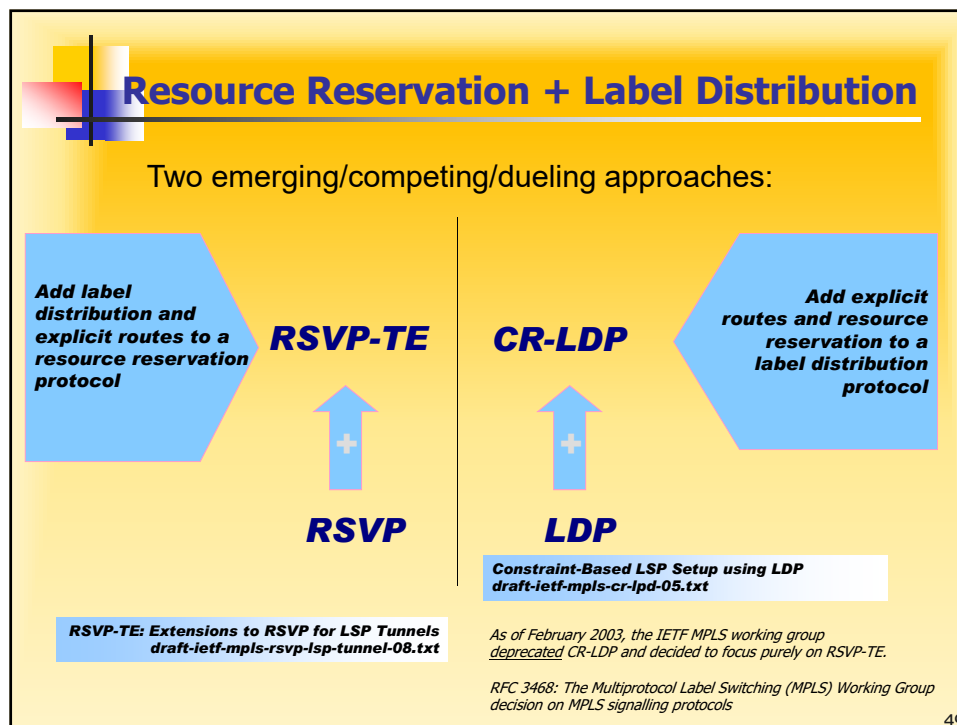 Resource Reservation + Label Distribution
Two emerging/competing/dueling approaches:
Add label
distribution and
explicit routes to a
resource reservation
protocol
RSVP-TE
+
RSVP
RSVP-TE: Extensions to RSVP for LSP Tunnels
draft-ietf-mpls-rsvp-lsp-tunnel-08.txt
CR-LDP
+
LDP
Add explicit
routes and resource
reservation to a
label distribution
protocol
Constraint-Based LSP Setup using LDP
draft-ietf-mpls-cr-lpd-05.txt
As of February 2003, the IETF MPLS working group
deprecated CR-LDP and decided to focus purely on RSVP-TE.
RFC 3468: The Multiprotocol Label Switching (MPLS) Working Group
decision on MPLS signalling protocols